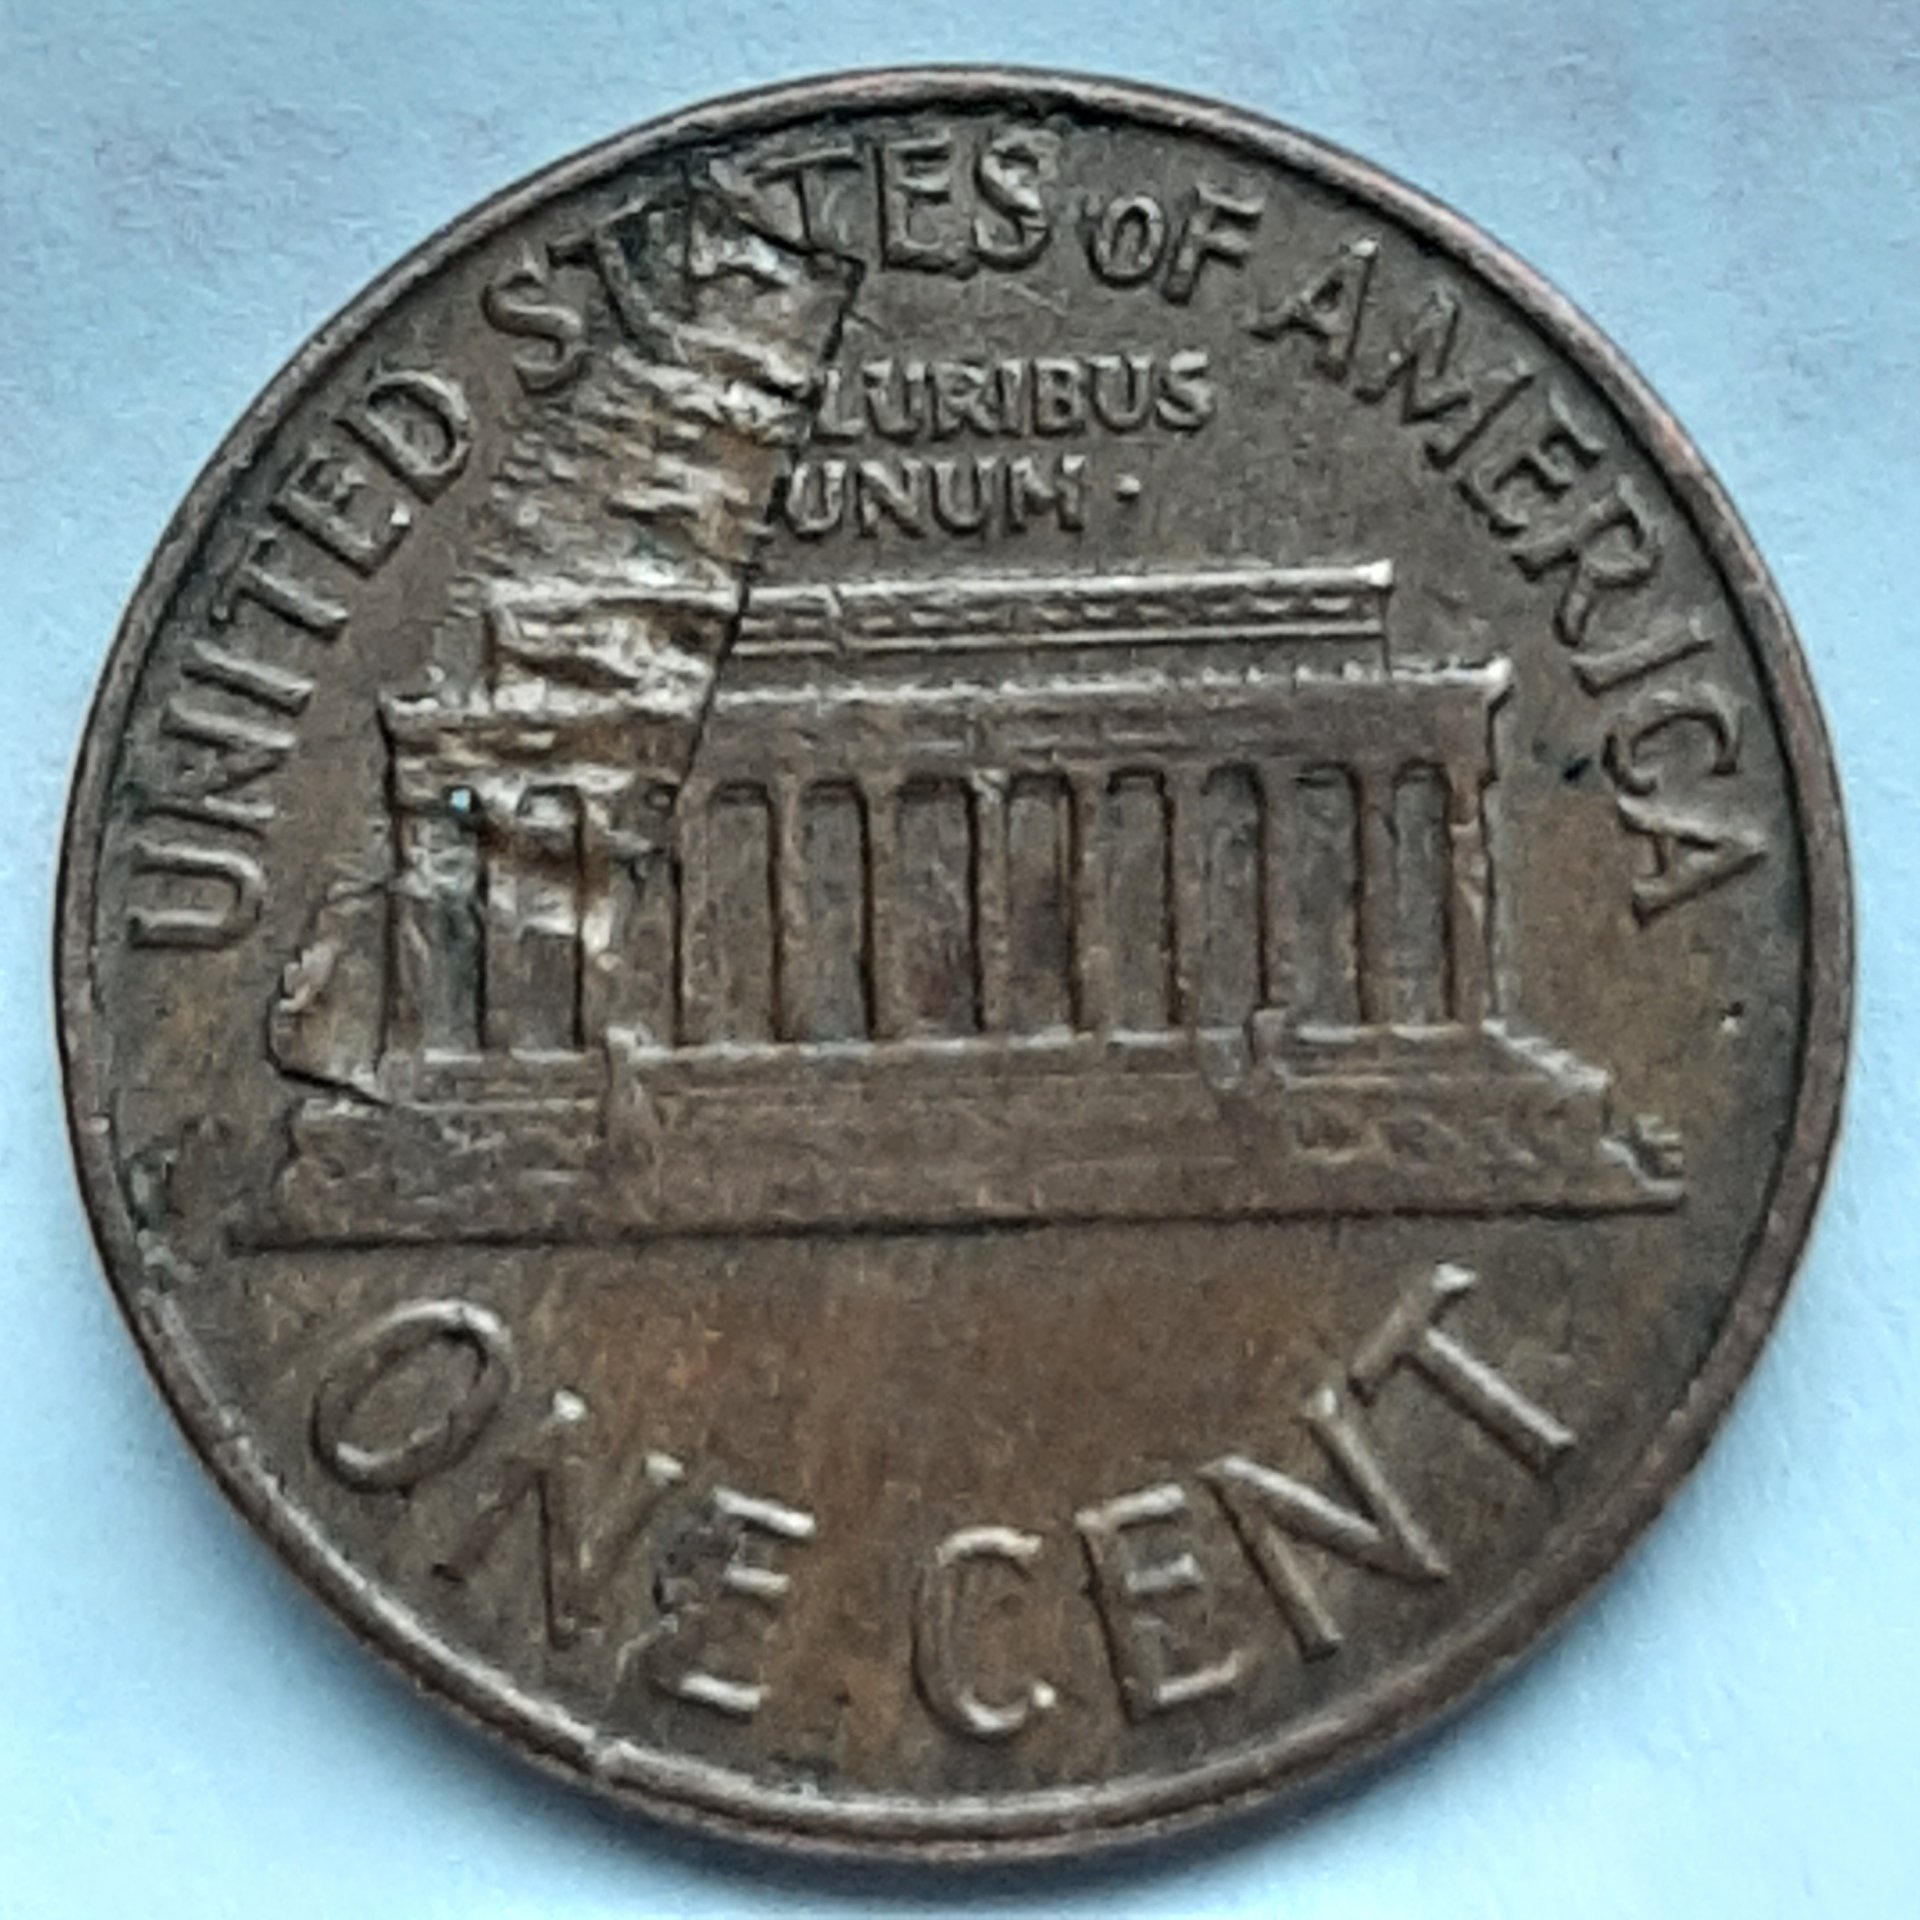 UNITED STATES OF AMERICA
LURIBUS
UNUM ·
ONE CENT